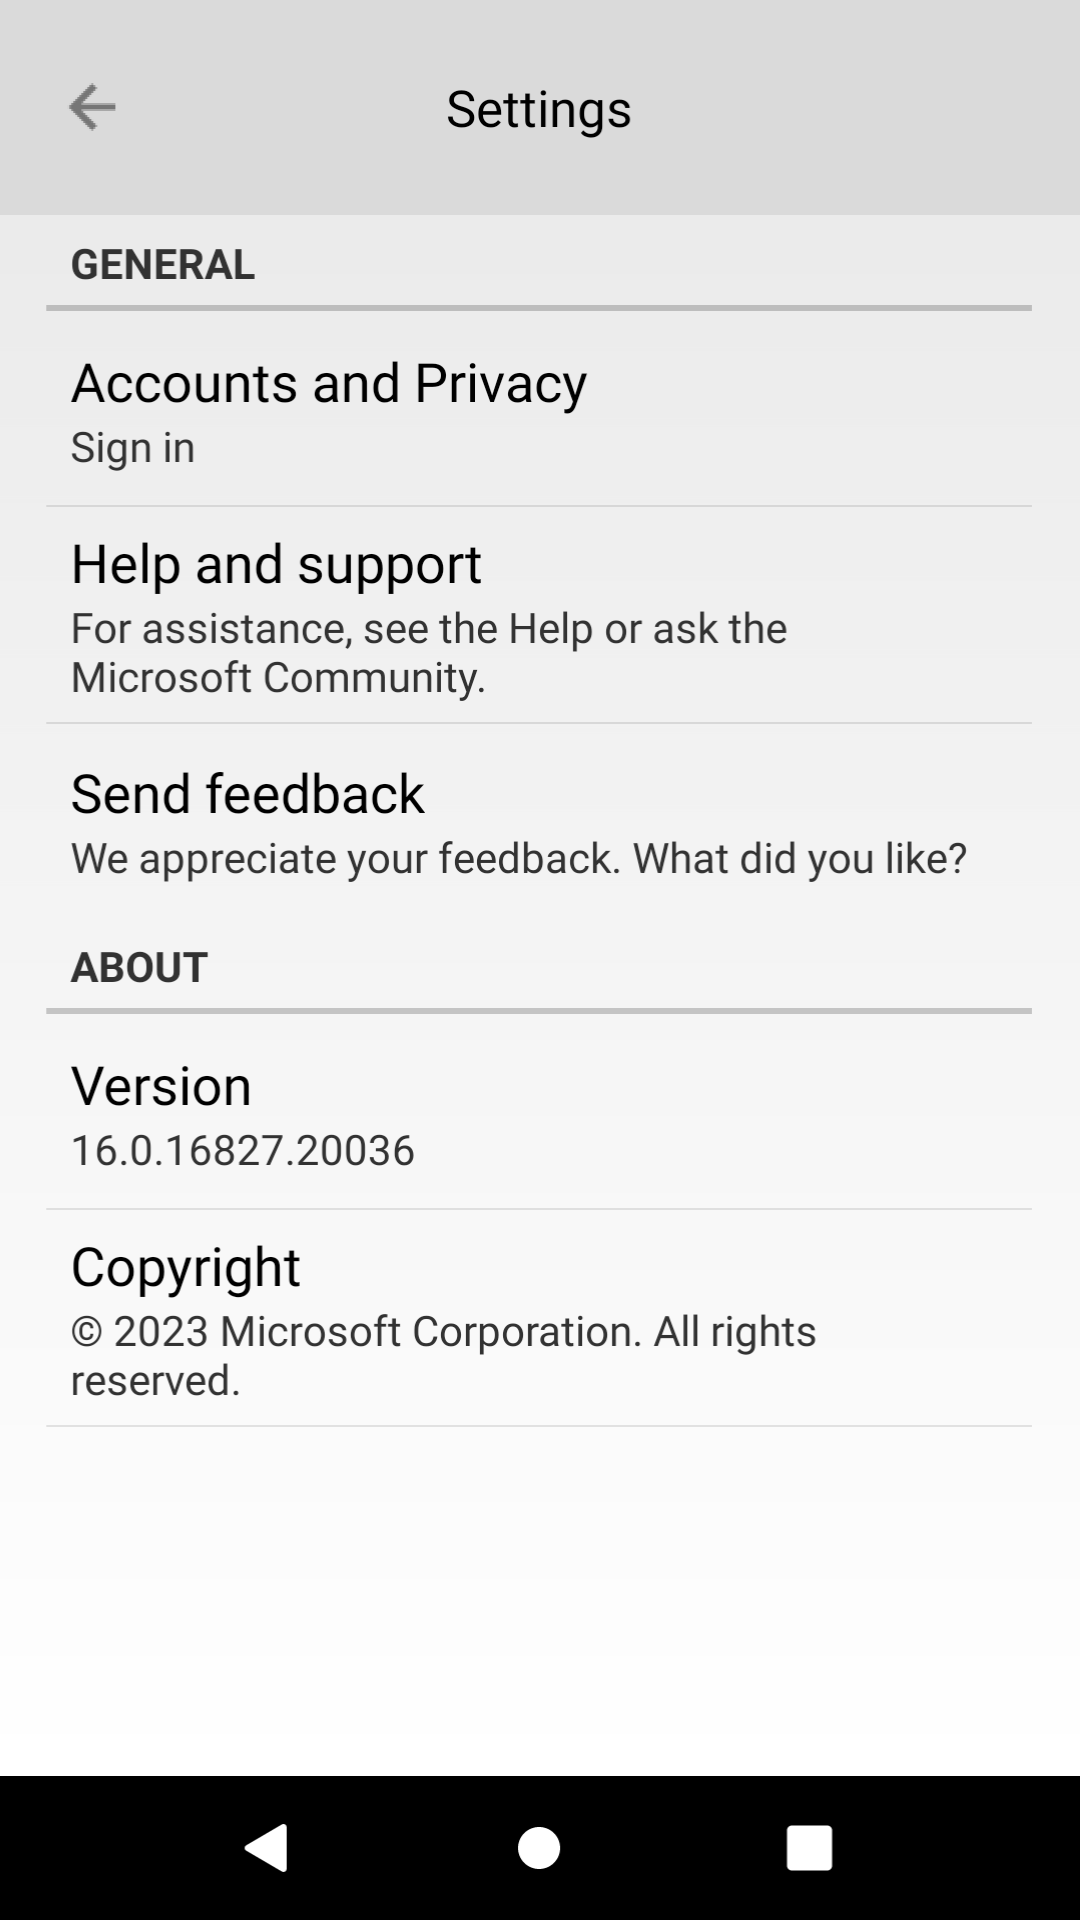 Settings
GENERAL
Accounts and Privacy
Sign in
Help and support
For assistance, see the Help or ask the
Microsoft Community.
Send feedback
We appreciate your feedback. What did you like?
ABOUT
Version
16.0.16827.20036
Copyright
© 2023 Microsoft Corporation. All rights
reserved.